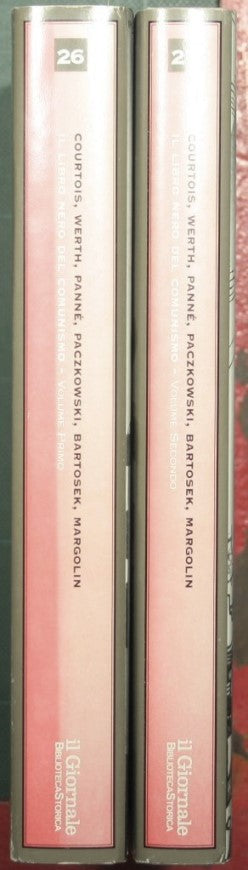 26
COURTOIS, WERTH, PANNÉ, PACZKOWSKI, BARTOSEK, MARGOLIN
IL LIBRO NERO DEL COMUNISMO - VOLUME PRIMO
il Giornale
BIBLIOTECA STORICA
2
COURTOIS, WERTH, PANNÉ, PACZKOWSKI, BARTOSEK, MARGOLIN
IL LIBRO NERO DEL COMUNISMO - VOLUME SECONDO
il Giornale
BIBLIOTECA STORICA